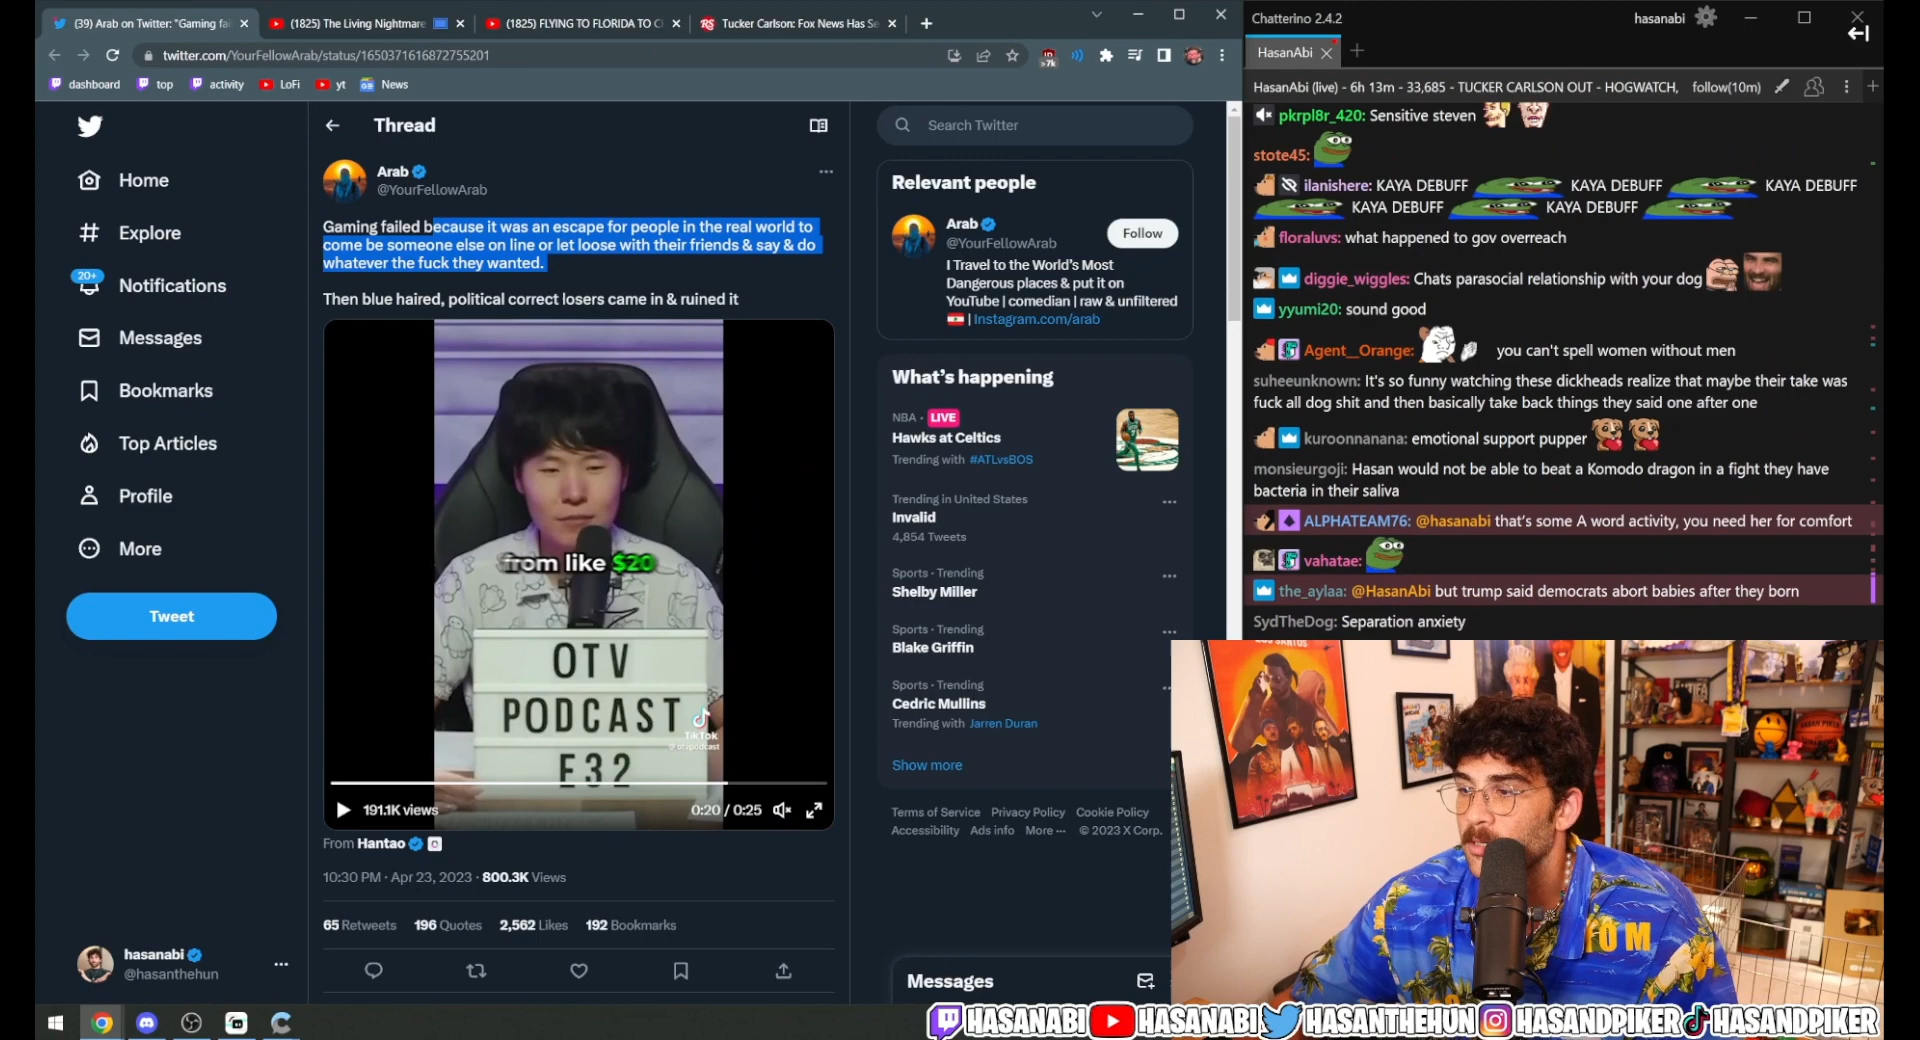 (39) Arab on Twitter: "Gaming fai
(1825) The Living Nightmare
(1825) FLYING TO FLORIDA TO C
Tucker Carlson: Fox News Has Se
twitter.com/YourFellowArab/status/1650371616872755201
dashboard
top
activity
LoFi
yt
News
Home
Explore
20+
Notifications
Messages
Bookmarks
Top Articles
Profile
More
Tweet
hasanabi
@hasanthehun
Thread
Arab
@YourFellowArab
Gaming failed because it was an escape for people in the real world to
come be someone else on line or let loose with their friends & say & do
whatever the fuck they wanted.
Then blue haired, political correct losers came in & ruined it
from like $20
OTV
PODCAST
E32
TikTok
@otvpodcast
191.1K views
0:20 / 0:25
From Hantao
10:30 PM · Apr 23, 2023 · 800.3K Views
65 Retweets 196 Quotes 2,562 Likes 192 Bookmarks
Search Twitter
Relevant people
Arab
@YourFellowArab
Follow
I Travel to the World's Most
Dangerous places & put it on
YouTube | comedian | raw & unfiltered
| Instagram.com/arab
What's happening
NBA · LIVE
Hawks at Celtics
Trending with #ATLvsBOS
Trending in United States
Invalid
4,854 Tweets
Sports · Trending
Shelby Miller
Sports · Trending
Blake Griffin
Sports · Trending
Cedric Mullins
Trending with Jarren Duran
Show more
Terms of Service Privacy Policy Cookie Policy
Accessibility Ads info More ··· © 2023 X Corp.
Messages
Chatterino 2.4.2
hasanabi
HasanAbi
HasanAbi (live) - 6h 13m - 33,685 - TUCKER CARLSON OUT - HOGWATCH, follow(10m)
pkrpl8r_420: Sensitive steven
stote45:
ilanishere: KAYA DEBUFF KAYA DEBUFF KAYA DEBUFF
KAYA DEBUFF KAYA DEBUFF
floraluvs: what happened to gov overreach
diggie_wiggles: Chats parasocial relationship with your dog
yyumi20: sound good
Agent__Orange: you can't spell women without men
suheeunknown: It's so funny watching these dickheads realize that maybe their take was
fuck all dog shit and then basically take back things they said one after one
kuroonnanana: emotional support pupper
monsieurgoji: Hasan would not be able to beat a Komodo dragon in a fight they have
bacteria in their saliva
ALPHATEAM76: @hasanabi that's some A word activity, you need her for comfort
vahatae:
the_aylaa: @HasanAbi but trump said democrats abort babies after they born
SydTheDog: Separation anxiety
TOM
HASANABI HASANABI HASANTHEHUN HASANDPIKER HASANDPIKER